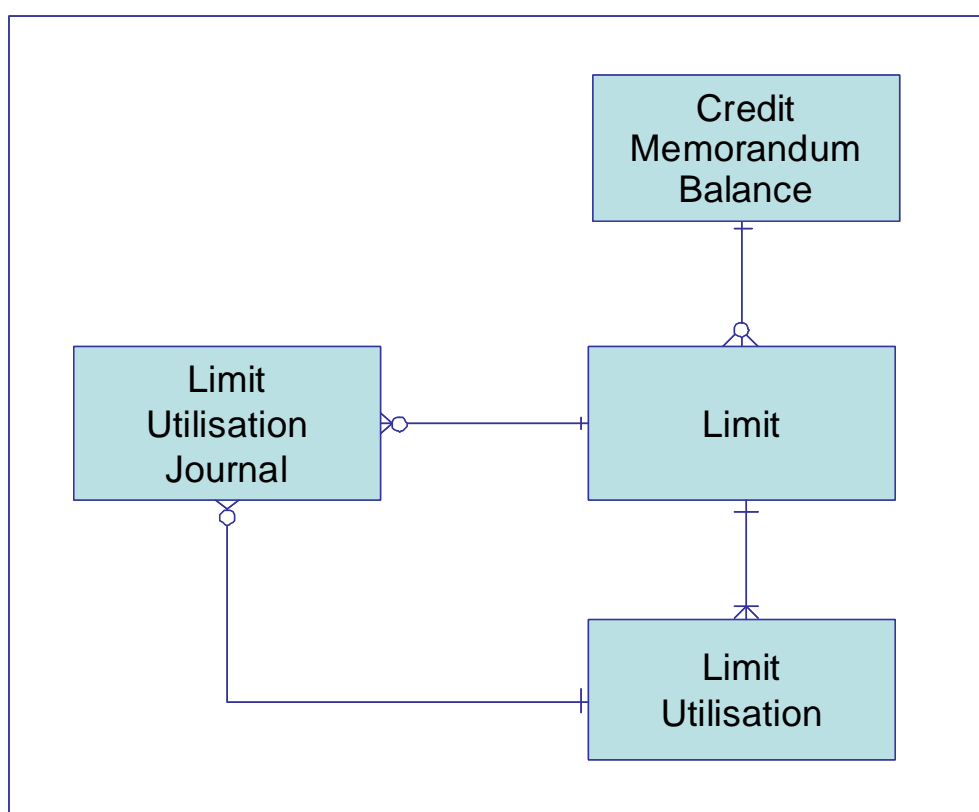 Credit
Memorandum
Balance
Limit
Utilisation
Journal
Limit
Limit
Utilisation